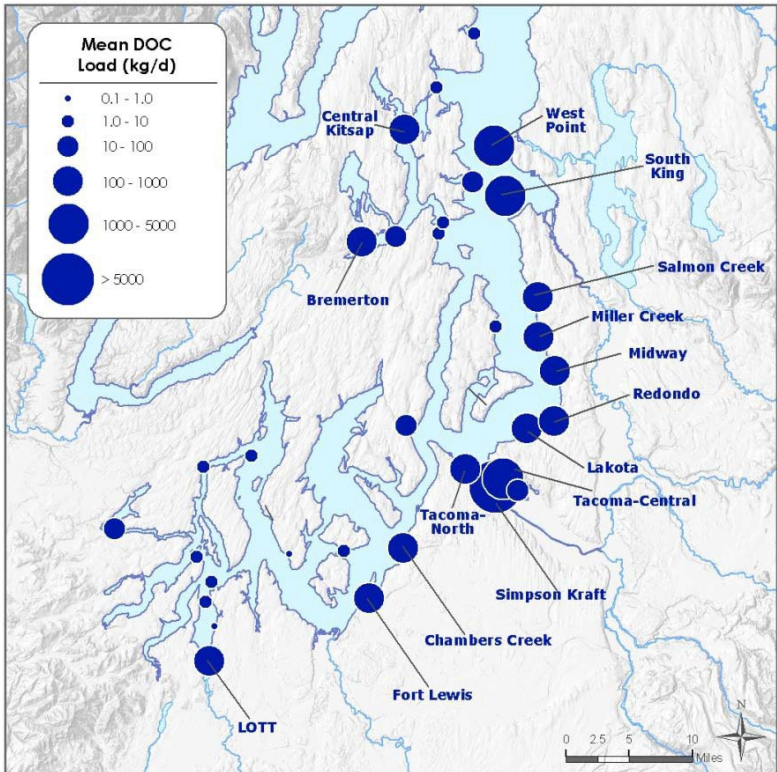 Mean DOC
Load (kg/d)
0.1 - 1.0
1.0 - 10
10 - 100
100 - 1000
1000 - 5000
> 5000
Central
Kitsap
West
Point
South
King
Bremerton
Salmon Creek
Miller Creek
Midway
Redondo
Lakota
Tacoma-Central
Tacoma-
North
Simpson Kraft
Chambers Creek
Fort Lewis
LOTT
N
0 2.5 5 10
Miles